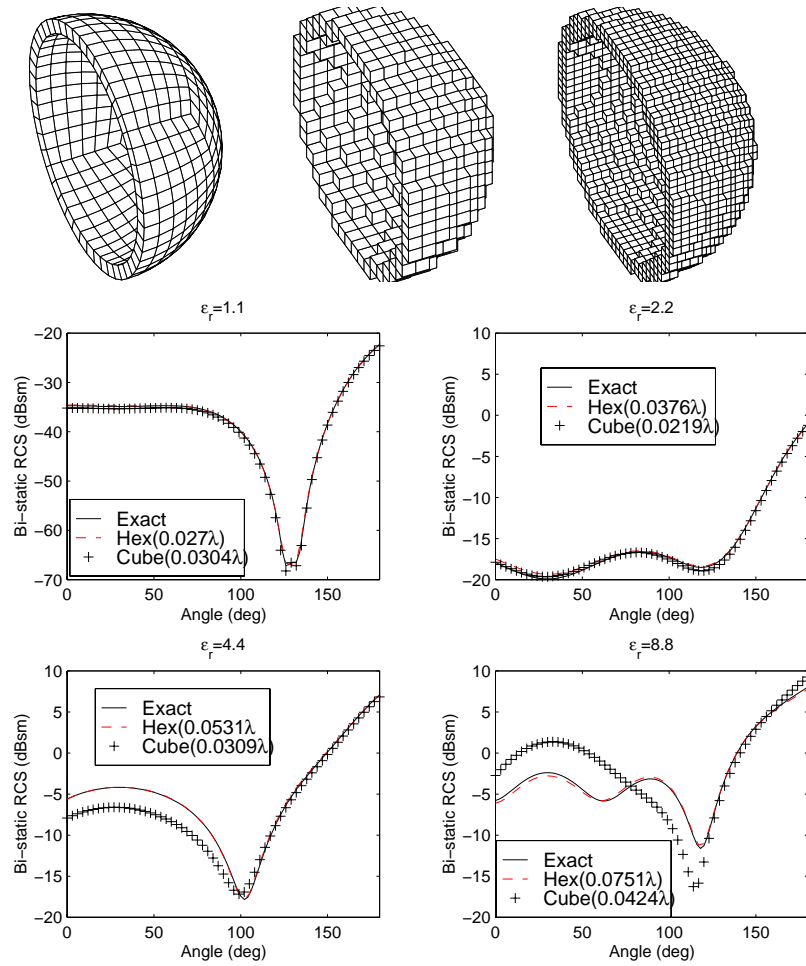 ε_r=1.1
−20
−30
−40
−50
−60
−70
Bi−static RCS (dBsm)
Exact
Hex(0.027λ)
Cube(0.0304λ)
0
50
100
150
Angle (deg)
ε_r=2.2
10
5
0
−5
−10
−15
−20
Bi−static RCS (dBsm)
Exact
Hex(0.0376λ)
Cube(0.0219λ)
0
50
100
150
Angle (deg)
ε_r=4.4
10
5
0
−5
−10
−15
−20
Bi−static RCS (dBsm)
Exact
Hex(0.0531λ
Cube(0.0309λ)
0
50
100
150
Angle (deg)
ε_r=8.8
10
5
0
−5
−10
−15
−20
Bi−static RCS (dBsm)
Exact
Hex(0.0751λ)
Cube(0.0424λ)
0
50
100
150
Angle (deg)